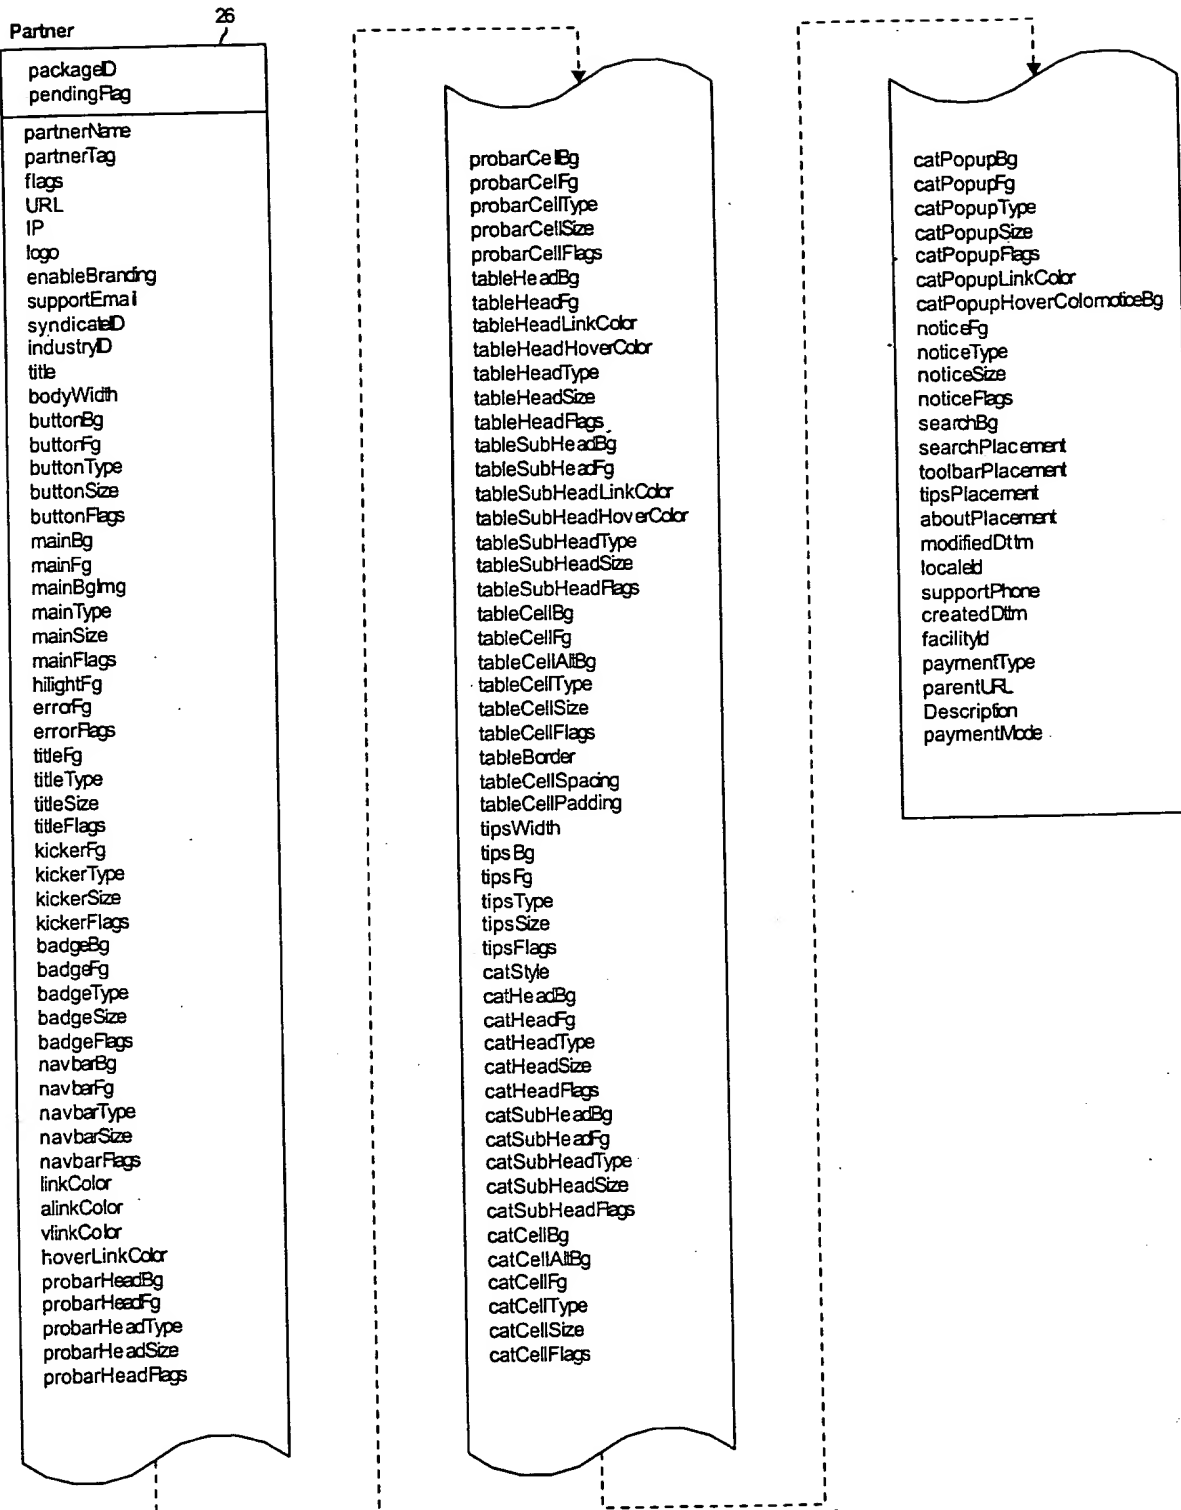 Partner
26
packageID
pendingFlag
partnerName
partnerTag
flags
URL
IP
logo
enableBranding
supportEmail
syndicateID
industryID
title
bodyWidth
buttonBg
buttonFg
buttonType
buttonSize
buttonFlags
mainBg
mainFg
mainBgImg
mainType
mainSize
mainFlags
hilightFg
errorFg
errorFlags
titleFg
titleType
titleSize
titleFlags
kickerFg
kickerType
kickerSize
kickerFlags
badgeBg
badgeFg
badgeType
badgeSize
badgeFlags
navbarBg
navbarFg
navbarType
navbarSize
navbarFlags
linkColor
alinkColor
vlinkColor
hoverLinkColor
probarHeadBg
probarHeadFg
probarHeadType
probarHeadSize
probarHeadFlags
probarCellBg
probarCellFg
probarCellType
probarCellSize
probarCellFlags
tableHeadBg
tableHeadFg
tableHeadLinkColor
tableHeadHoverColor
tableHeadType
tableHeadSize
tableHeadFlags
tableSubHeadBg
tableSubHeadFg
tableSubHeadLinkColor
tableSubHeadHoverColor
tableSubHeadType
tableSubHeadSize
tableSubHeadFlags
tableCellBg
tableCellFg
tableCellAltBg
tableCellType
tableCellSize
tableCellFlags
tableBorder
tableCellSpacing
tableCellPadding
tipsWidth
tipsBg
tipsFg
tipsType
tipsSize
tipsFlags
catStyle
catHeadBg
catHeadFg
catHeadType
catHeadSize
catHeadFlags
catSubHeadBg
catSubHeadFg
catSubHeadType
catSubHeadSize
catSubHeadFlags
catCellBg
catCellAltBg
catCellFg
catCellType
catCellSize
catCellFlags
catPopupBg
catPopupFg
catPopupType
catPopupSize
catPopupFlags
catPopupLinkColor
catPopupHoverColornoticeBg
noticeFg
noticeType
noticeSize
noticeFlags
searchBg
searchPlacement
toolbarPlacement
tipsPlacement
aboutPlacement
modifiedDttm
localeId
supportPhone
createdDttm
facilityId
paymentType
parentURL
Description
paymentMode